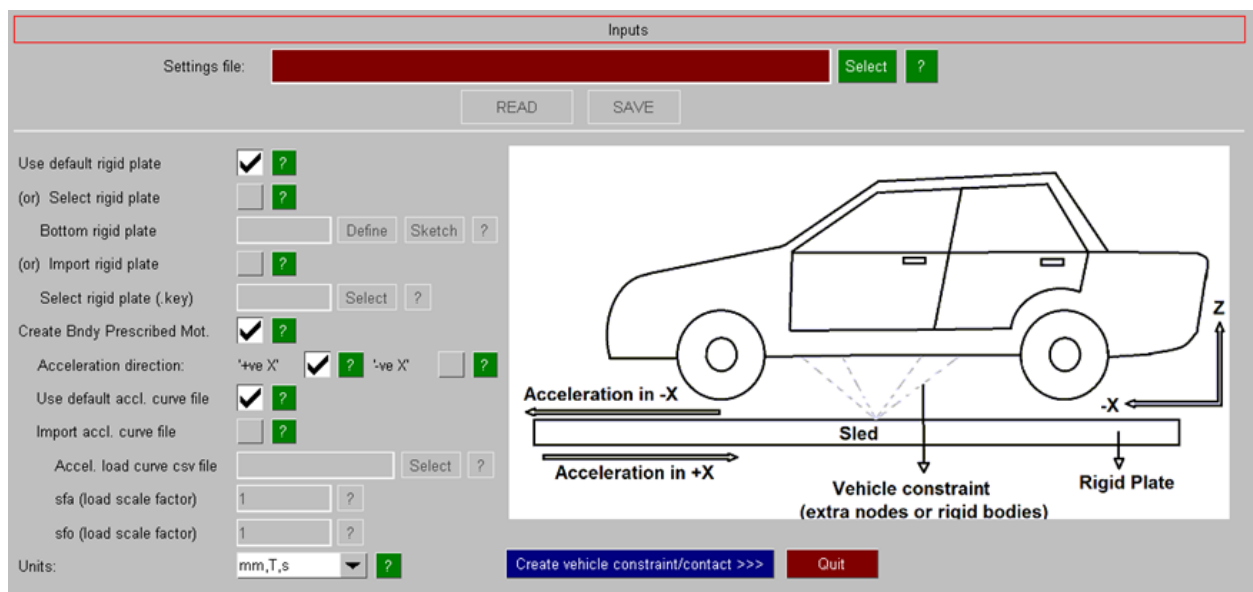 Inputs
Settings file: Select ?
READ SAVE
Use default rigid plate ?
(or) Select rigid plate ?
Bottom rigid plate Define Sketch ?
(or) Import rigid plate ?
Select rigid plate (.key) Select ?
Create Bndy Prescribed Mot. ?
Acceleration direction: '+ve X' ? '-ve X' ?
Use default accl. curve file ?
Import accl. curve file ?
Accel. load curve csv file Select ?
sfa (load scale factor) 1 ?
sfo (load scale factor) 1 ?
Units: mm,T,s ?
Z
-X
Acceleration in -X
Sled
Acceleration in +X
Vehicle constraint
(extra nodes or rigid bodies)
Rigid Plate
Create vehicle constraint/contact >>> Quit